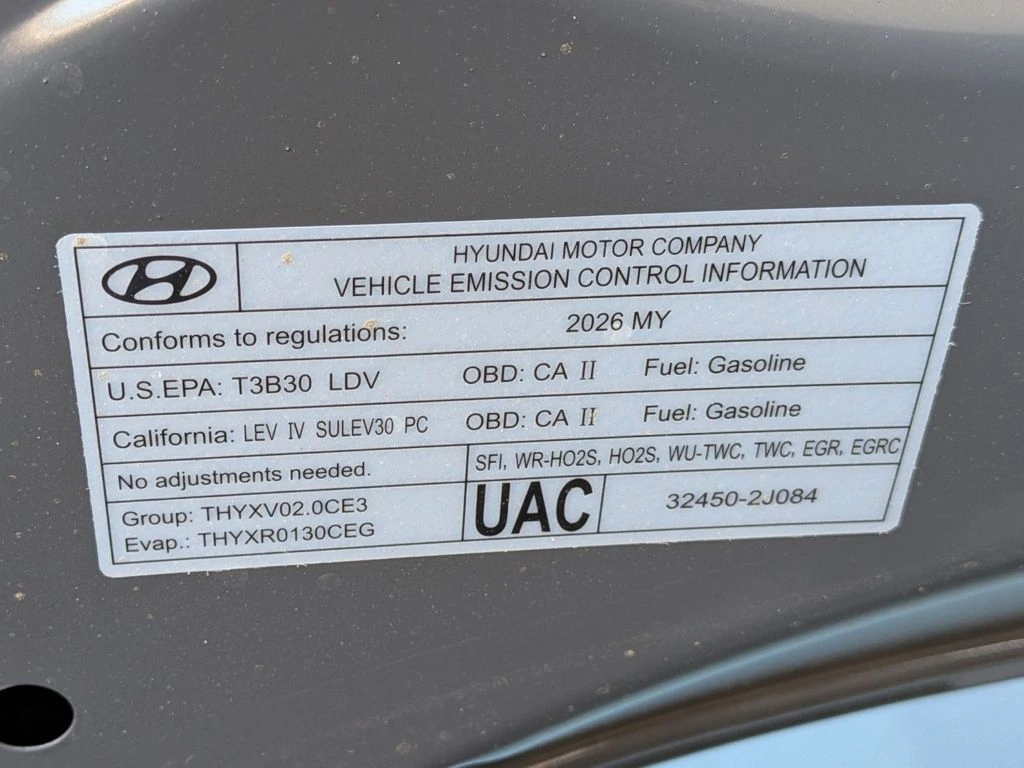 HYUNDAI MOTOR COMPANY
VEHICLE EMISSION CONTROL INFORMATION
Conforms to regulations: 2026 MY
U.S.EPA: T3B30 LDV OBD: CA II Fuel: Gasoline
California: LEV IV SULEV30 PC OBD: CA II Fuel: Gasoline
No adjustments needed.
SFI, WR-HO2S, HO2S, WU-TWC, TWC, EGR, EGRC
Group: THYXV02.0CE3
Evap.: THYXR0130CEG
UAC
32450-2J084